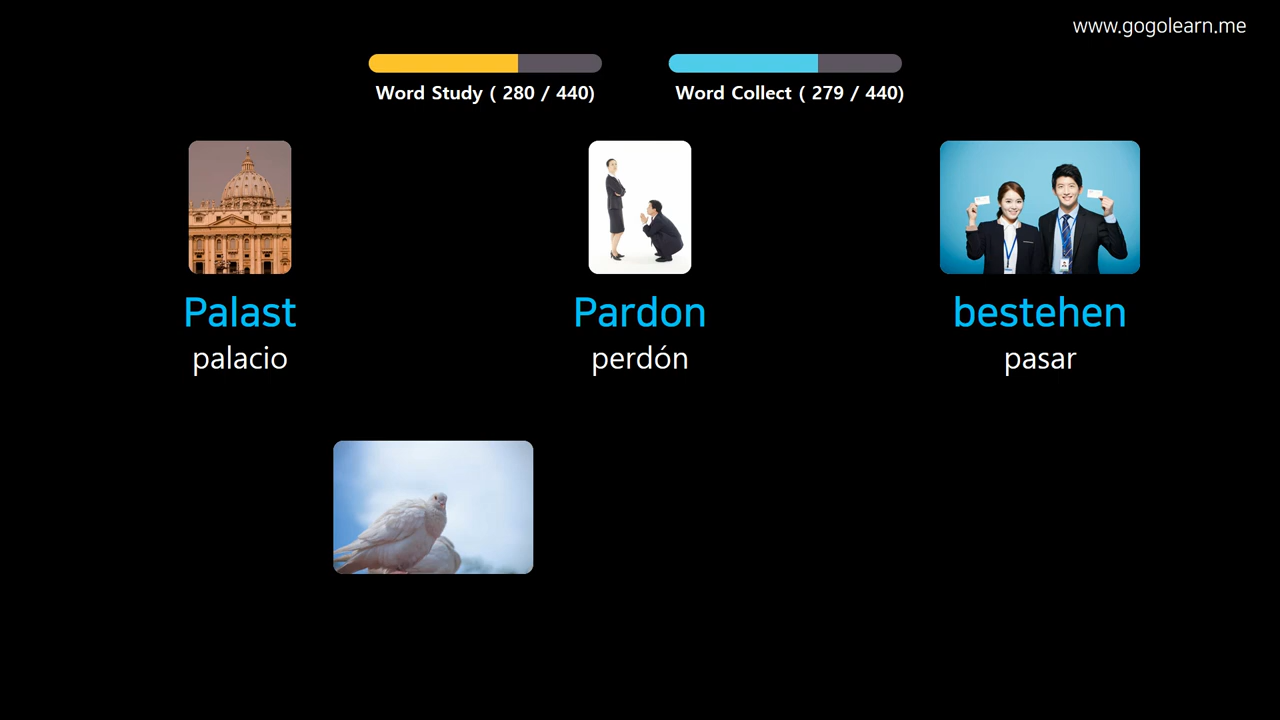 www.gogolearn.me
Word Study ( 280 / 440)
Word Collect ( 279 / 440)
Palast
Pardon
bestehen
palacio
perdón
pasar